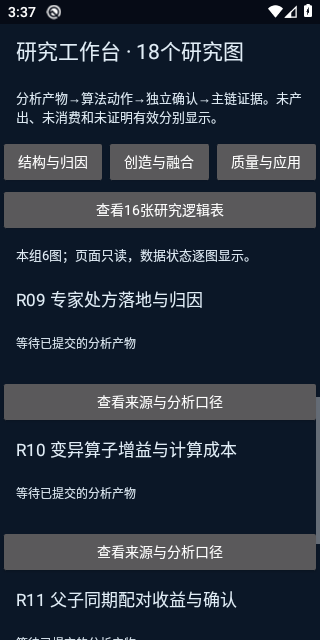 3:37
研究工作台 · 18个研究图
分析产物→算法动作→独立确认→主链证据。未产
出、未消费和未证明有效分别显示。
结构与归因
创造与融合
质量与应用
查看16张研究逻辑表
本组6图；页面只读，数据状态逐图显示。
R09 专家处方落地与归因
等待已提交的分析产物
查看来源与分析口径
R10 变异算子增益与计算成本
等待已提交的分析产物
查看来源与分析口径
R11 父子同期配对收益与确认